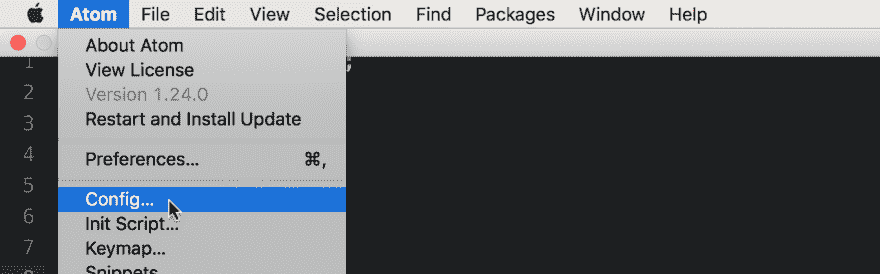 Atom File Edit View Selection Find Packages Window Help
About Atom
1 ;
View License
2 Version 1.24.0
3 Restart and Install Update
4 Preferences... ⌘,
5
Config...
6 Init Script...
7 Keymap...
Snippets